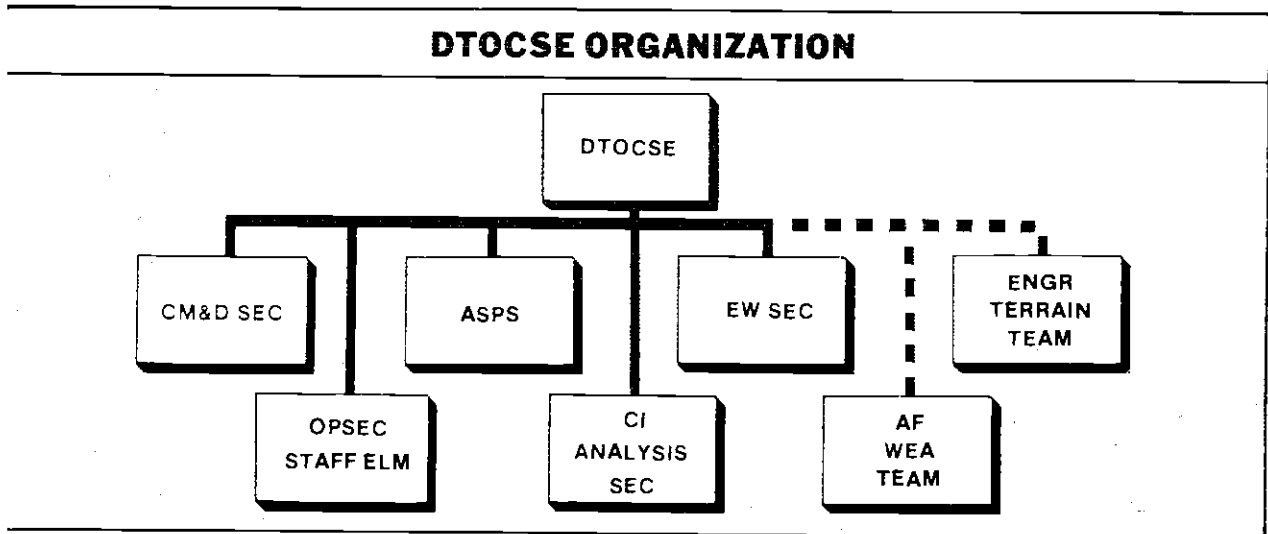 DTOCSE ORGANIZATION
DTOCSE
CM&D SEC
ASPS
EW SEC
ENGR
TERRAIN
TEAM
OPSEC
STAFF ELM
CI
ANALYSIS
SEC
AF
WEA
TEAM